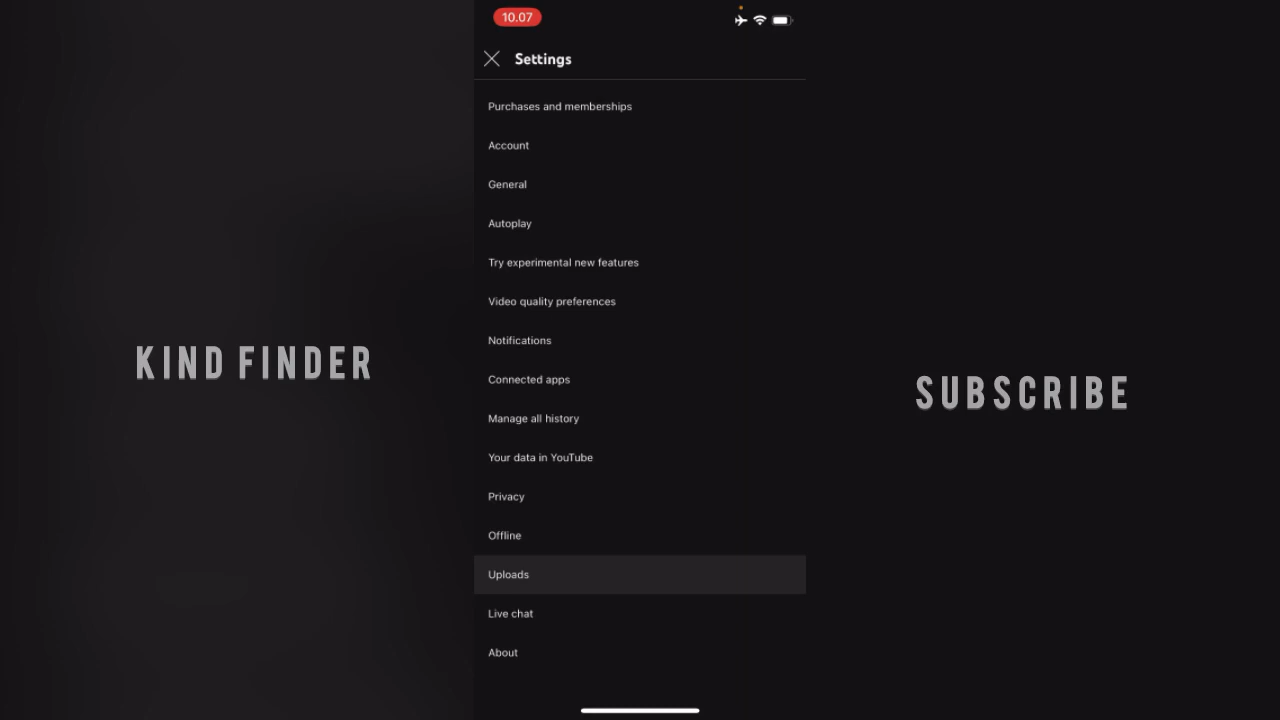 10.07
Settings
Purchases and memberships
Account
General
Autoplay
Try experimental new features
Video quality preferences
Notifications
Connected apps
Manage all history
Your data in YouTube
Privacy
Offline
Uploads
Live chat
About
KIND FINDER
SUBSCRIBE